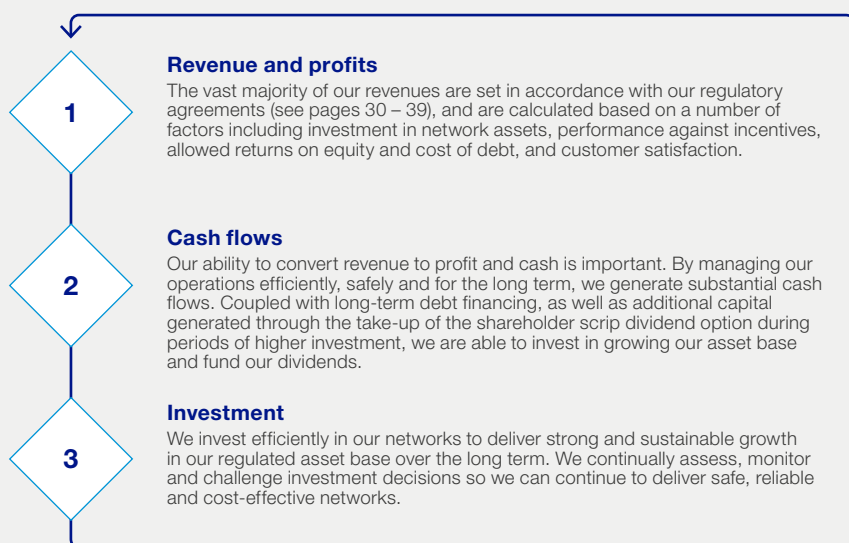 1
Revenue and profits
The vast majority of our revenues are set in accordance with our regulatory
agreements (see pages 30 – 39), and are calculated based on a number of
factors including investment in network assets, performance against incentives,
allowed returns on equity and cost of debt, and customer satisfaction.
2
Cash flows
Our ability to convert revenue to profit and cash is important. By managing our
operations efficiently, safely and for the long term, we generate substantial cash
flows. Coupled with long-term debt financing, as well as additional capital
generated through the take-up of the shareholder scrip dividend option during
periods of higher investment, we are able to invest in growing our asset base
and fund our dividends.
3
Investment
We invest efficiently in our networks to deliver strong and sustainable growth
in our regulated asset base over the long term. We continually assess, monitor
and challenge investment decisions so we can continue to deliver safe, reliable
and cost-effective networks.